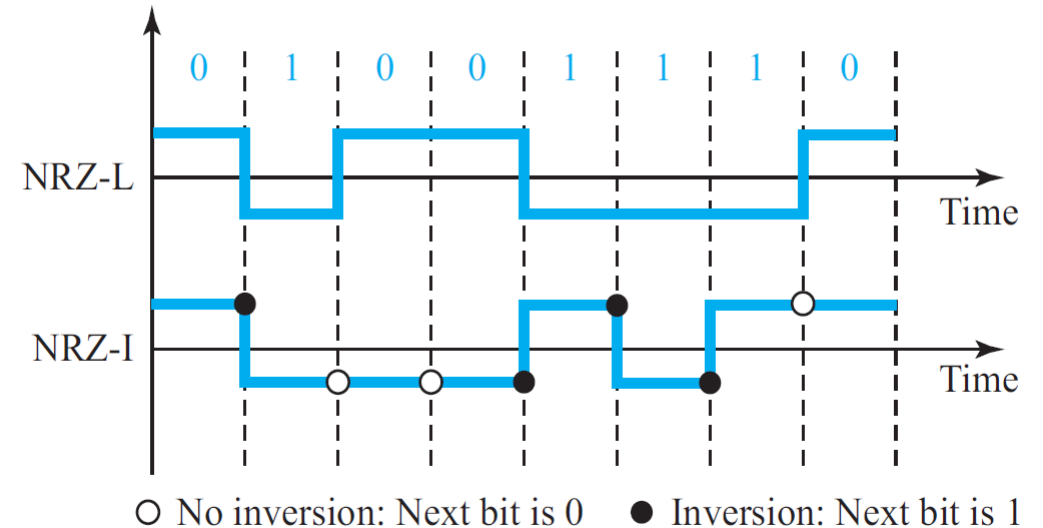 0 1 0 0 1 1 1 0
NRZ-L
Time
NRZ-I
Time
No inversion: Next bit is 0 Inversion: Next bit is 1